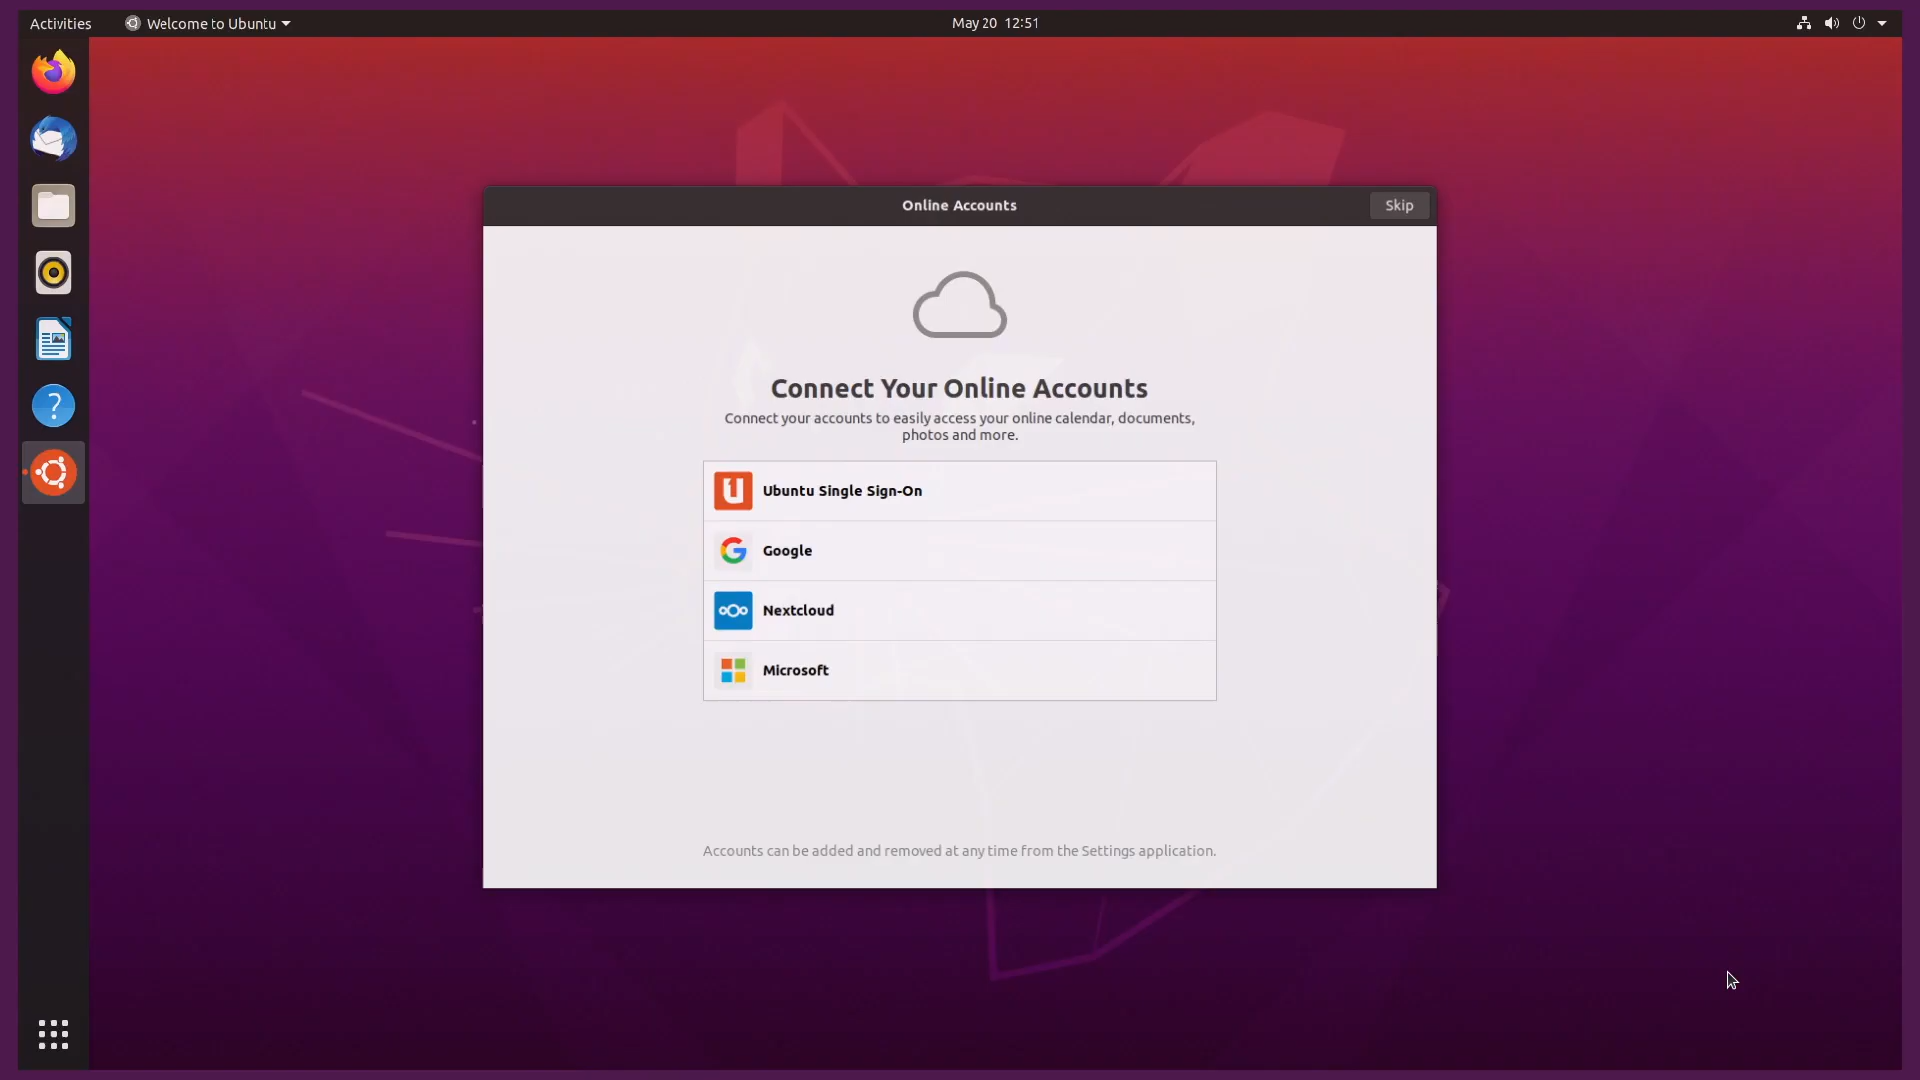 Activities
Welcome to Ubuntu
May 20 12:51
Online Accounts
Skip
Connect Your Online Accounts
Connect your accounts to easily access your online calendar, documents,
photos and more.
Ubuntu Single Sign-On
Google
Nextcloud
Microsoft
Accounts can be added and removed at any time from the Settings application.